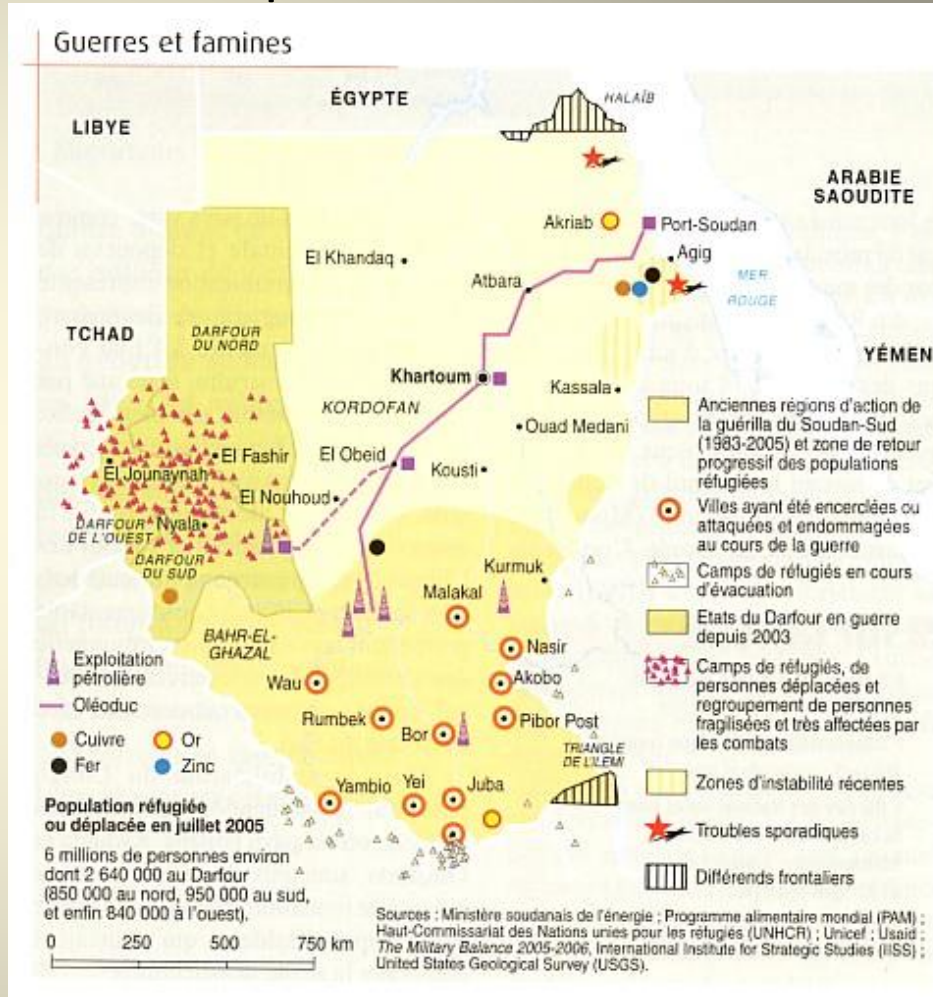 Guerres et famines
ÉGYPTE
HALAÏB
LIBYE
ARABIE
SAOUDITE
Akriab
Port-Soudan
El Khandaq
Agig
Atbara
MER
ROUGE
TCHAD
DARFOUR
DU NORD
YÉMEN
Khartoum
Kassala
KORDOFAN
Ouad Medani
El Obeid
Kousti
El Fashir
El Jounaynah
El Nouhoud
DARFOUR
DE L'OUEST
Nyala
DARFOUR
DU SUD
Kurmuk
Malakal
BAHR-EL-
GHAZAL
Nasir
Wau
Akobo
Rumbek
Bor
Pibor Post
TRIANGLE
DE L'ILEMI
Yambio
Yei
Juba
Anciennes régions d'action de
la guérilla du Soudan-Sud
(1983-2005) et zone de retour
progressif des populations
réfugiées
Villes ayant été encerclées ou
attaquées et endommagées
au cours de la guerre
Camps de réfugiés en cours
d'évacuation
Etats du Darfour en guerre
depuis 2003
Camps de réfugiés, de
personnes déplacées et
regroupement de personnes
fragilisées et très affectées par
les combats
Zones d'instabilité récentes
Troubles sporadiques
Différends frontaliers
Exploitation
pétrolière
Oléoduc
Cuivre
Or
Fer
Zinc
Population réfugiée
ou déplacée en juillet 2005
6 millions de personnes environ
dont 2 640 000 au Darfour
(850 000 au nord, 950 000 au sud,
et enfin 840 000 à l'ouest).
0 250 500 750 km
Sources : Ministère soudanais de l'énergie ; Programme alimentaire mondial (PAM) ;
Haut-Commissariat des Nations unies pour les réfugiés (UNHCR) ; Unicef ; Usaid ;
The Military Balance 2005-2006, International Institute for Strategic Studies (IISS) ;
United States Geological Survey (USGS).